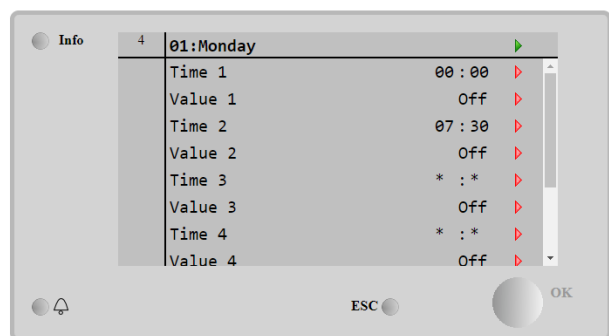 Info
4 01:Monday
Time 1 00:00
Value 1 Off
Time 2 07:30
Value 2 Off
Time 3 * :*
Value 3 Off
Time 4 * :*
Value 4 Off
ESC OK